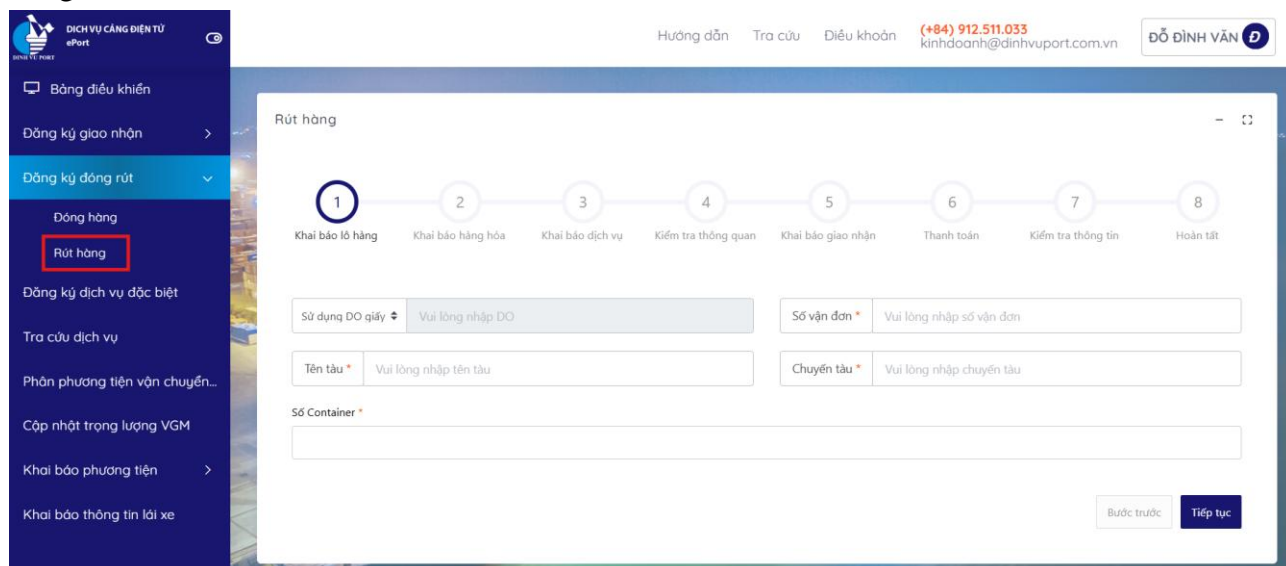 DỊCH VỤ CẢNG ĐIỆN TỬ
ePort
DINH VU PORT
Hướng dẫn Tra cứu Điều khoản
(+84) 912.511.033
kinhdoanh@dinhvuport.com.vn
ĐỖ ĐÌNH VĂN Đ
Bảng điều khiển
Đăng ký giao nhận
Đăng ký đóng rút
Đóng hàng
Rút hàng
Đăng ký dịch vụ đặc biệt
Tra cứu dịch vụ
Phân phương tiện vận chuyển...
Cập nhật trọng lượng VGM
Khai báo phương tiện
Khai báo thông tin lái xe
Rút hàng
1 2 3 4 5 6 7 8
Khai báo lô hàng Khai báo hàng hóa Khai báo dịch vụ Kiểm tra thông quan Khai báo giao nhận Thanh toán Kiểm tra thông tin Hoàn tất
Sử dụng DO giấy Vui lòng nhập DO Số vận đơn * Vui lòng nhập số vận đơn
Tên tàu * Vui lòng nhập tên tàu Chuyến tàu * Vui lòng nhập chuyến tàu
Số Container *
Bước trước Tiếp tục